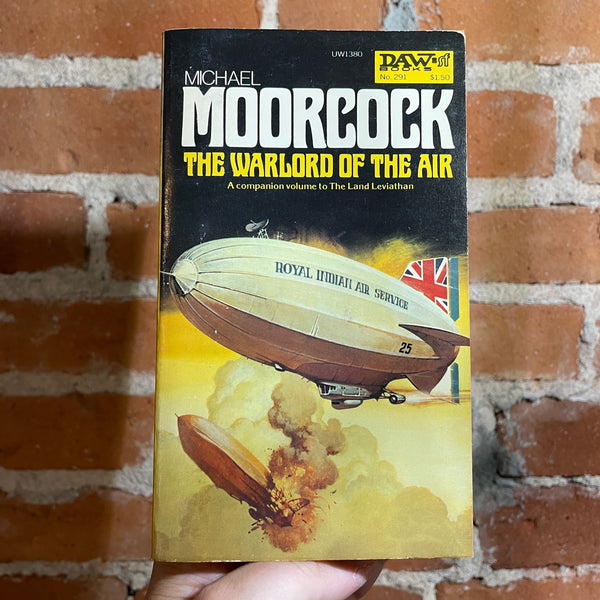 UW1380
DAW=sf
BOOKS
No. 291 $1.50
MICHAEL
MOORCOCK
THE WARLORD OF THE AIR
A companion volume to The Land Leviathan
ROYAL INDIAN AIR SERVICE
25